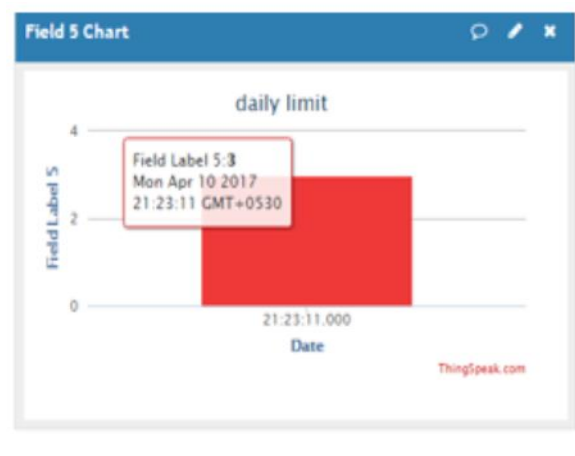 Field 5 Chart
daily limit
4
Field Label 5:3
Mon Apr 10 2017
21:23:11 GMT+0530
Field Label 5
2
0
21:23:11.000
Date
ThingSpeak.com